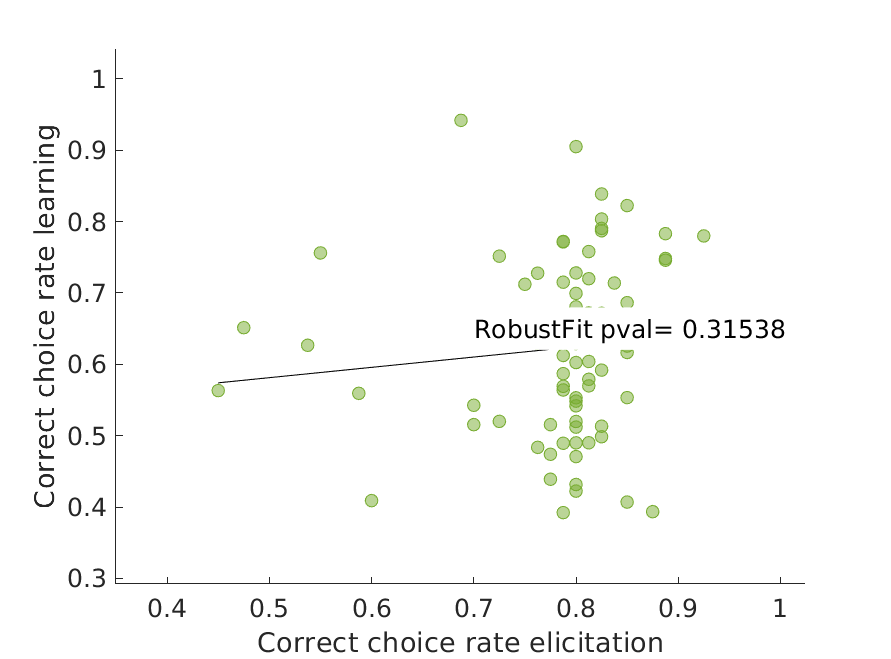 1
0.9
0.8
0.7
0.6
0.5
0.4
0.3
Correct choice rate learning
RobustFit pval= 0.31538
0.4 0.5 0.6 0.7 0.8 0.9 1
Correct choice rate elicitation